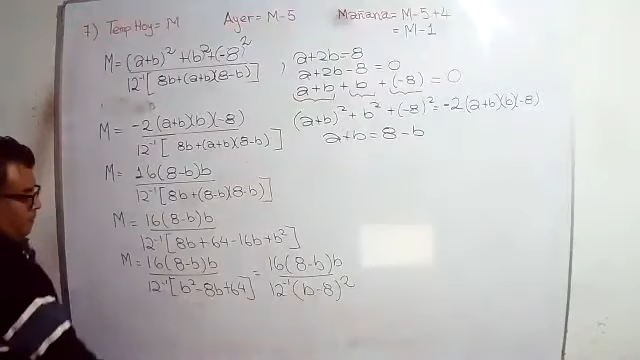 7) Temp Hoy = M Ayer = M-5 Mañana = M-5+4
= M-1
M = (a+b)² + (b)² + (-8)² / 12⁻¹[8b+(a+b)(8-b)] , a+2b=8
a+2b-8=0
a+b + b + (-8) = 0
M = -2(a+b)(b)(-8) / 12⁻¹[8b+(a+b)(8-b)] (a+b)² + b² + (-8)² = -2(a+b)(b)(-8)
a+b=8-b
M = 16(8-b)b / 12⁻¹[8b+(8-b)(8-b)]
M = 16(8-b)b / 12⁻¹[8b+64-16b+b²]
M = 16(8-b)b / 12⁻¹[b²-8b+64] = 16(8-b)b / 12⁻¹(b-8)²